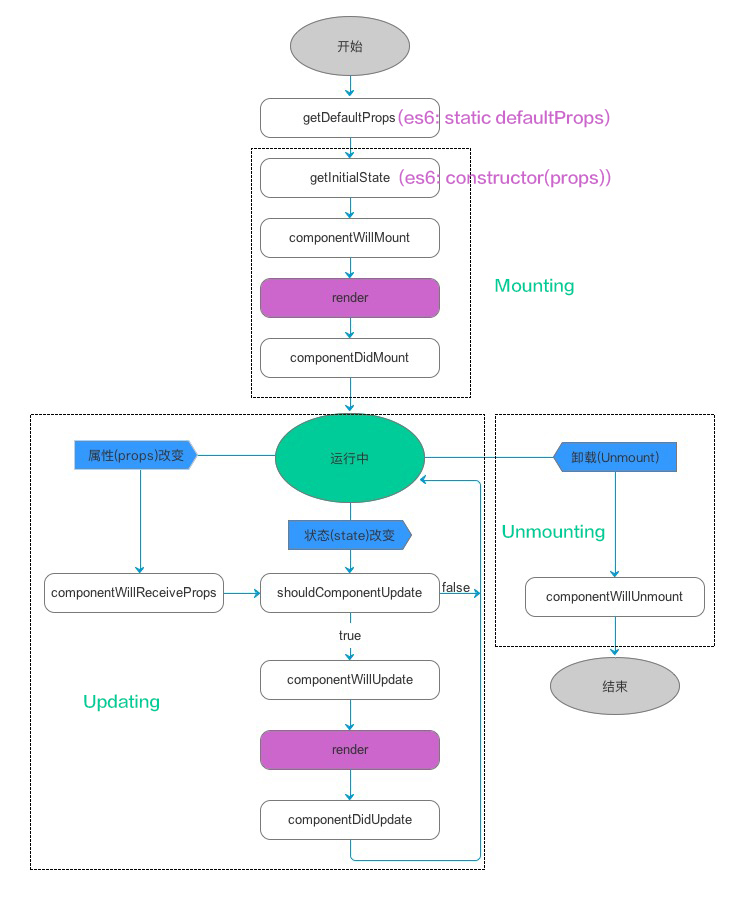 开始
getDefaultProps (es6: static defaultProps)
getInitialState (es6: constructor(props))
componentWillMount
Mounting
render
componentDidMount
属性(props)改变
运行中
卸载(Unmount)
状态(state)改变
Unmounting
componentWillReceiveProps
shouldComponentUpdate
false
componentWillUnmount
true
componentWillUpdate
结束
Updating
render
componentDidUpdate